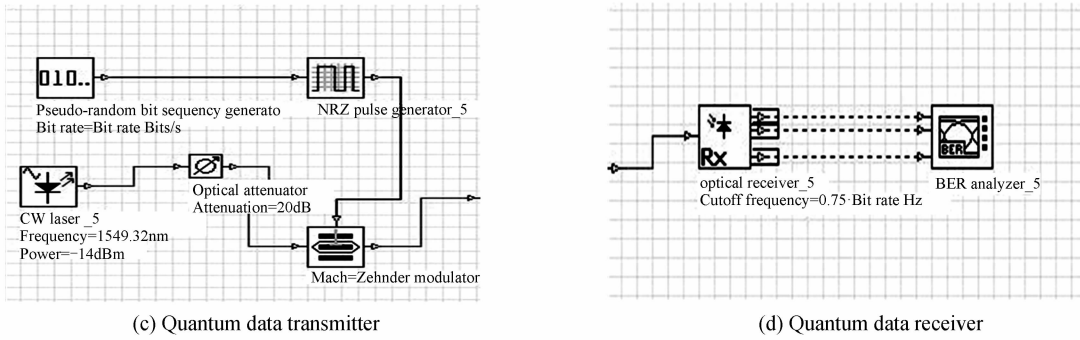 010..
Pseudo-random bit sequency generato
Bit rate=Bit rate Bits/s
NRZ pulse generator_5
Optical attuator
Attenuation=20dB
CW laser _5
Frequency=1549.32nm
Power=−14dBm
Mach=Zehnder modulator
(c) Quantum data transmitter
Rx
optical receiver_5
Cutoff frequency=0.75·Bit rate Hz
BER
BER analyzer_5
(d) Quantum data receiver